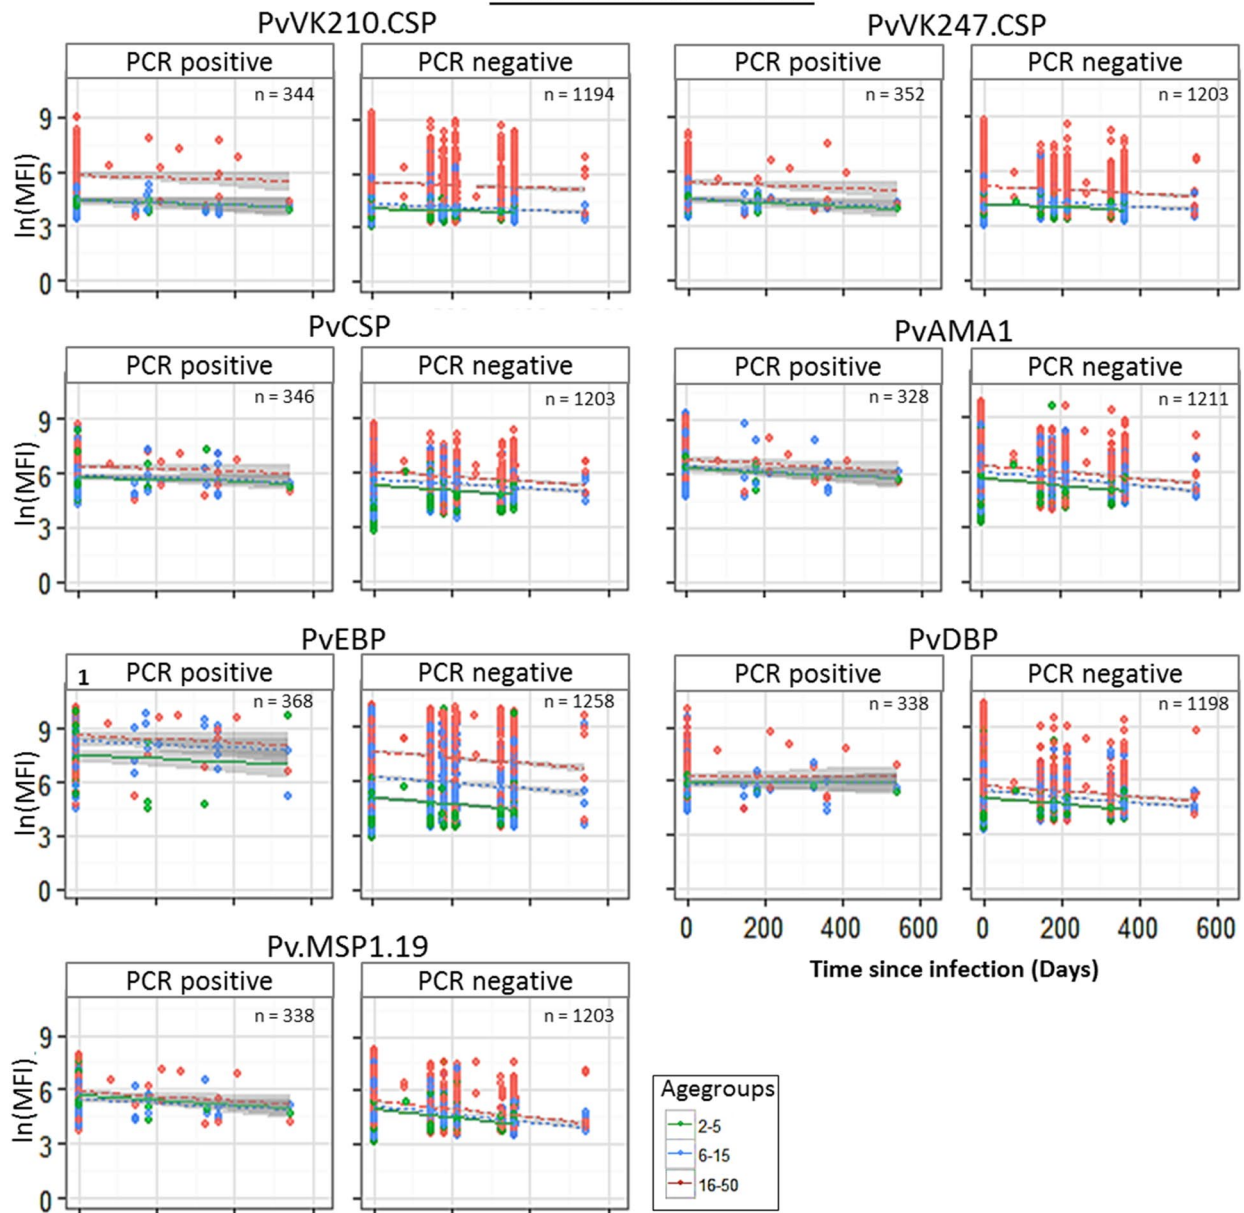 PvVK210.CSP
PvVK247.CSP
PCR positive
PCR negative
PCR positive
PCR negative
n = 344
n = 1194
n = 352
n = 1203
ln(MFI)
9
6
3
0
PvCSP
PvAMA1
PCR positive
PCR negative
PCR positive
PCR negative
n = 346
n = 1203
n = 328
n = 1211
ln(MFI)
9
6
3
0
PvEBP
PvDBP
1
PCR positive
PCR negative
PCR positive
PCR negative
n = 368
n = 1258
n = 338
n = 1198
ln(MFI)
9
6
3
0
0 200 400 600
0 200 400 600
Time since infection (Days)
Pv.MSP1.19
PCR positive
PCR negative
n = 338
n = 1203
ln(MFI)
9
6
3
0
Agegroups
2-5
6-15
16-50